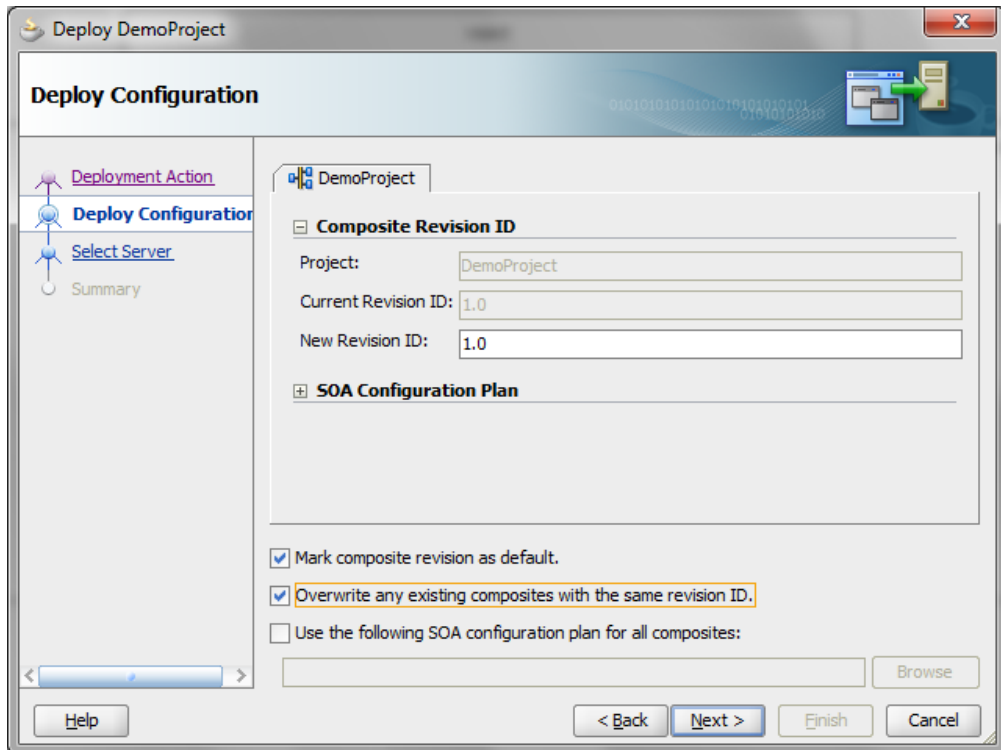 Deploy DemoProject
Deploy Configuration
Deployment Action
Deploy Configuration
Select Server
Summary
DemoProject
Composite Revision ID
Project: DemoProject
Current Revision ID: 1.0
New Revision ID: 1.0
SOA Configuration Plan
Mark composite revision as default.
Overwrite any existing composites with the same revision ID.
Use the following SOA configuration plan for all composites:
Browse
Help < Back Next > Finish Cancel